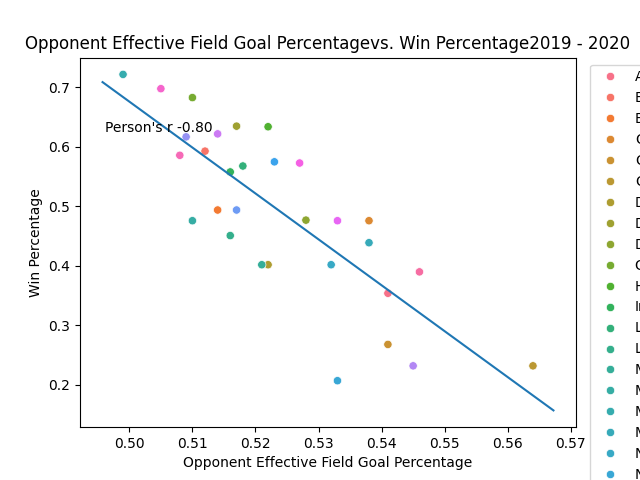 Opponent Effective Field Goal Percentagevs. Win Percentage2019 - 2020
Person's r -0.80
Win Percentage
0.7
0.6
0.5
0.4
0.3
0.2
0.50 0.51 0.52 0.53 0.54 0.55 0.56 0.57
Opponent Effective Field Goal Percentage